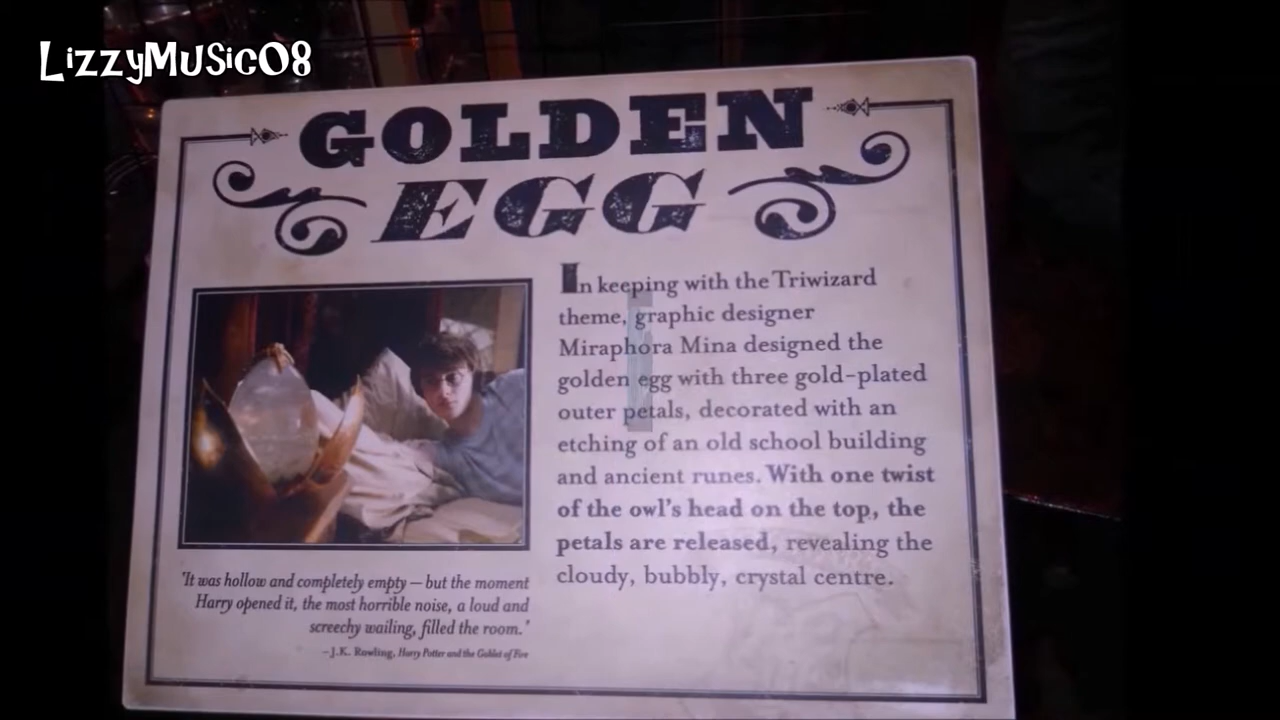 LizzyMusic08
GOLDEN
EGG
In keeping with the Triwizard
theme, graphic designer
Miraphora Mina designed the
golden egg with three gold-plated
outer petals, decorated with an
etching of an old school building
and ancient runes. With one twist
of the owl's head on the top, the
petals are released, revealing the
cloudy, bubbly, crystal centre.
'It was hollow and completely empty — but the moment
Harry opened it, the most horrible noise, a loud and
screechy wailing, filled the room.'
–J.K. Rowling, Harry Potter and the Goblet of Fire